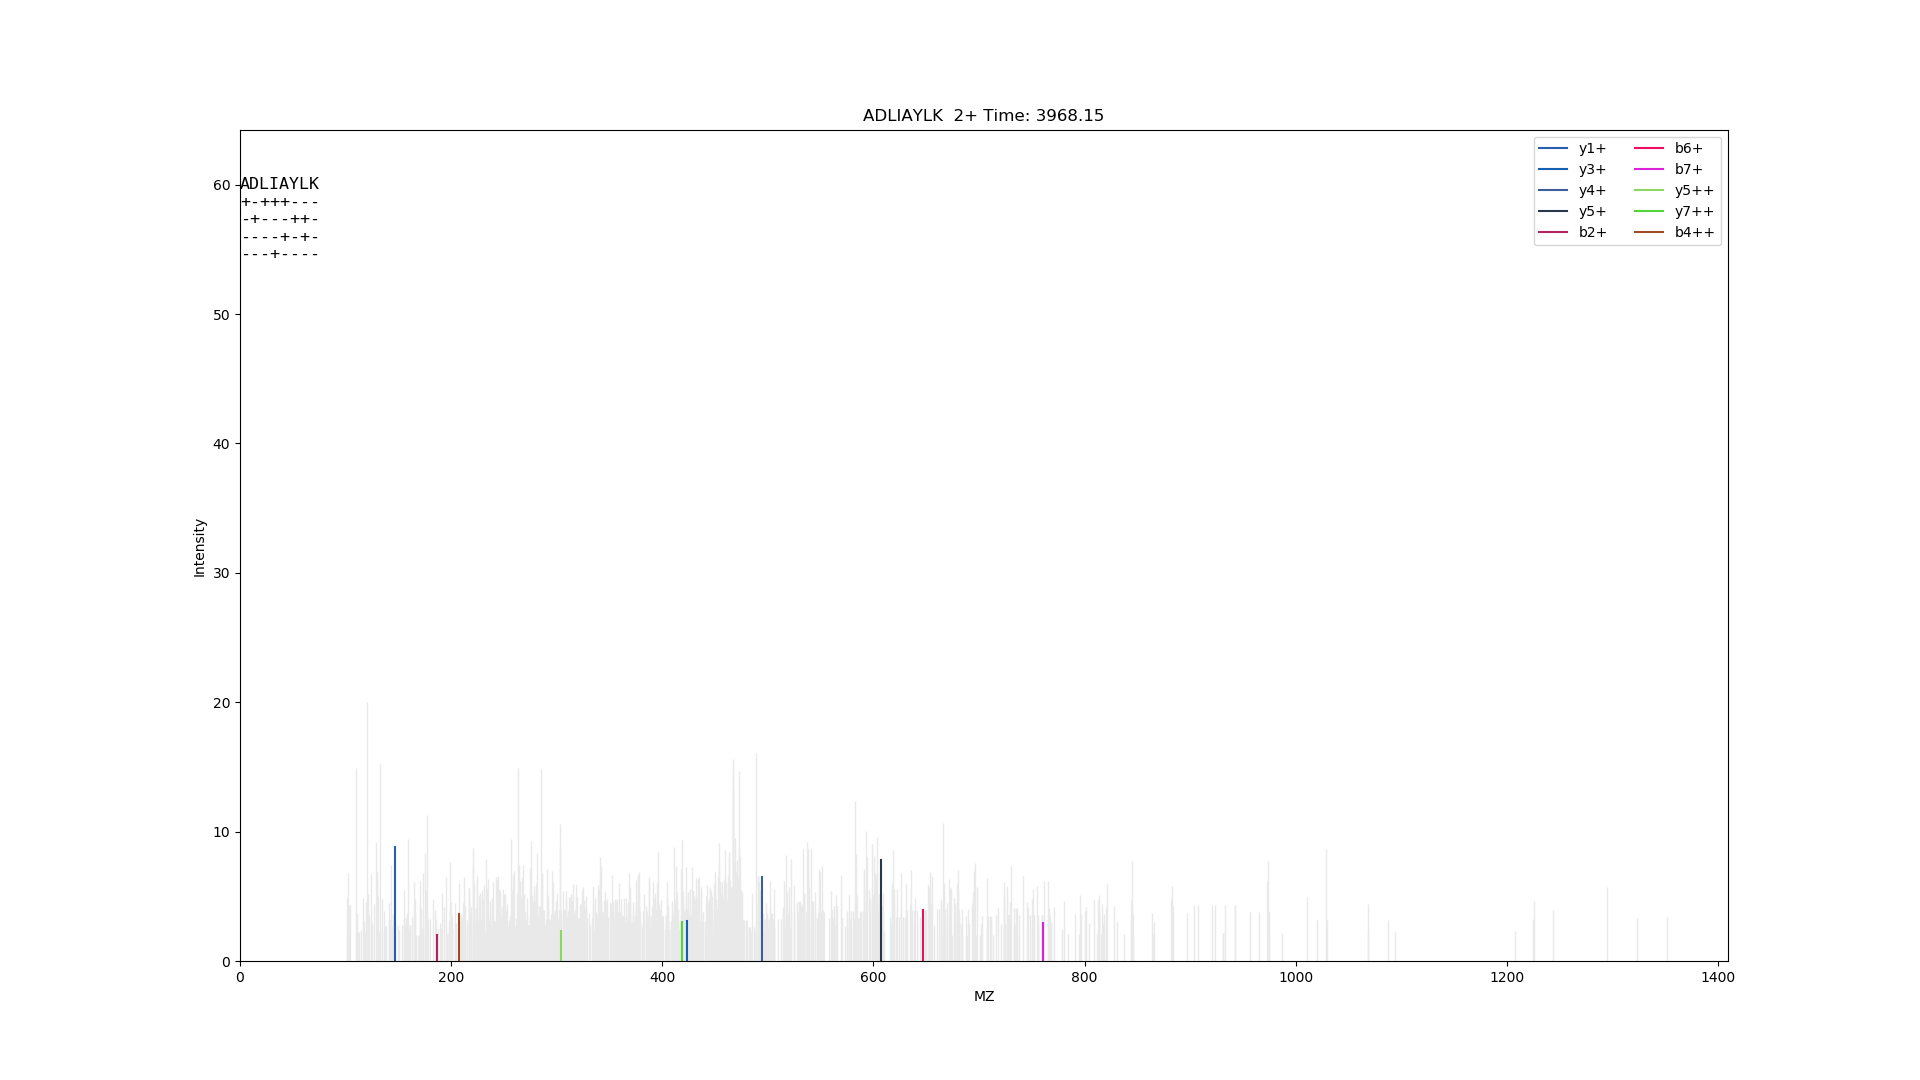 ADLIAYLK  2+ Time: 3968.15
y1+
y3+
y4+
y5+
b2+
b6+
b7+
y5++
y7++
b4++
ADLIAYLK
+-+++---
-+---++-
----+-+-
---+----
60
50
40
30
20
10
0
Intensity
0 200 400 600 800 1000 1200 1400
MZ